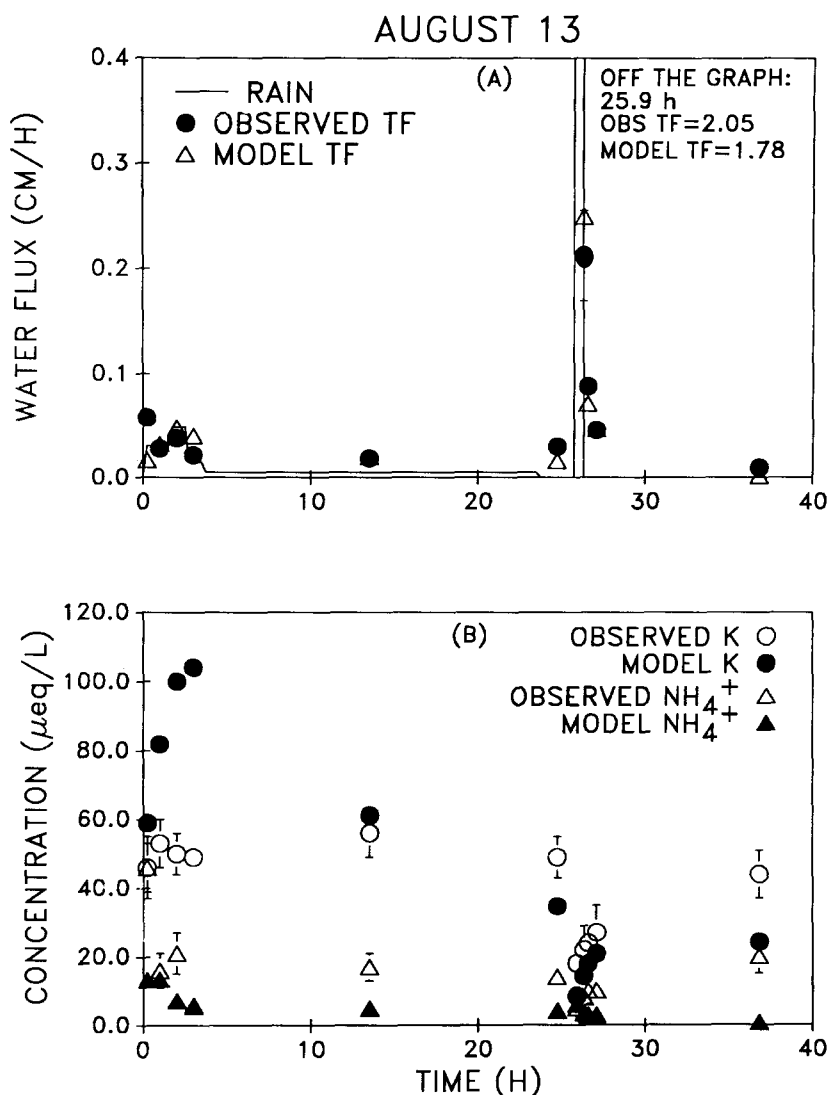 AUGUST 13
WATER FLUX (CM/H)
0.4
0.3
0.2
0.1
0.0
RAIN
OBSERVED TF
MODEL TF
(A)
OFF THE GRAPH:
25.9 h
OBS TF=2.05
MODEL TF=1.78
0 10 20 30 40
CONCENTRATION (μeq/L)
120.0
100.0
80.0
60.0
40.0
20.0
0.0
(B)
OBSERVED K
MODEL K
OBSERVED NH₄⁺
MODEL NH₄⁺
0 10 20 30 40
TIME (H)